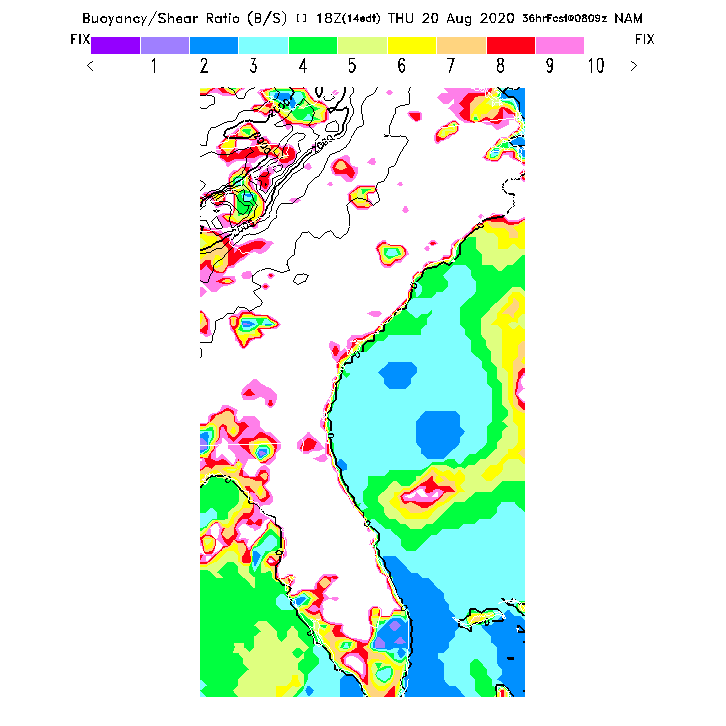 Buoyancy/Shear Ratio (B/S) [] 18Z(14edt) THU 20 Aug 2020 36hrFcst@0809z NAM
FIX FIX
< 1 2 3 4 5 6 7 8 9 10 >